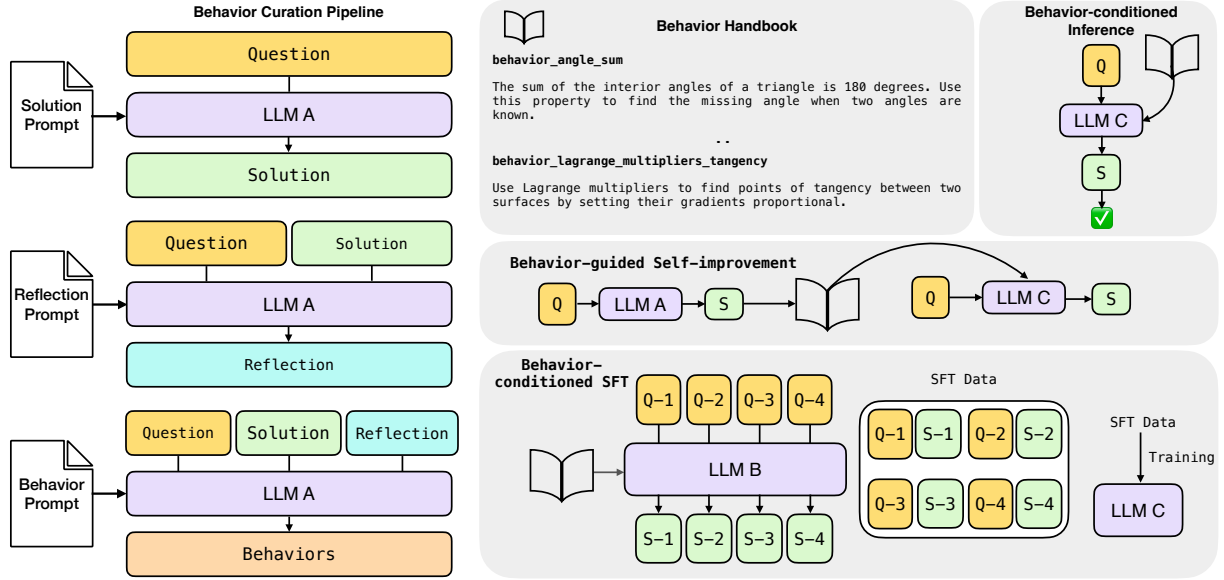 Behavior Curation Pipeline
Solution
Prompt
Question
LLM A
Solution
Reflection
Prompt
Question
Solution
LLM A
Reflection
Behavior
Prompt
Question
Solution
Reflection
LLM A
Behaviors
Behavior Handbook
behavior_angle_sum
The sum of the interior angles of a triangle is 180 degrees. Use
this property to find the missing angle when two angles are
known.
..
behavior_lagrange_multipliers_tangency
Use Lagrange multipliers to find points of tangency between two
surfaces by setting their gradients proportional.
Behavior-conditioned
Inference
Q
LLM C
S
Behavior-guided Self-improvement
Q
LLM A
S
Q
LLM C
S
Behavior-
conditioned SFT
Q-1 Q-2 Q-3 Q-4
LLM B
S-1 S-2 S-3 S-4
SFT Data
Q-1 S-1 Q-2 S-2
Q-3 S-3 Q-4 S-4
SFT Data
Training
LLM C